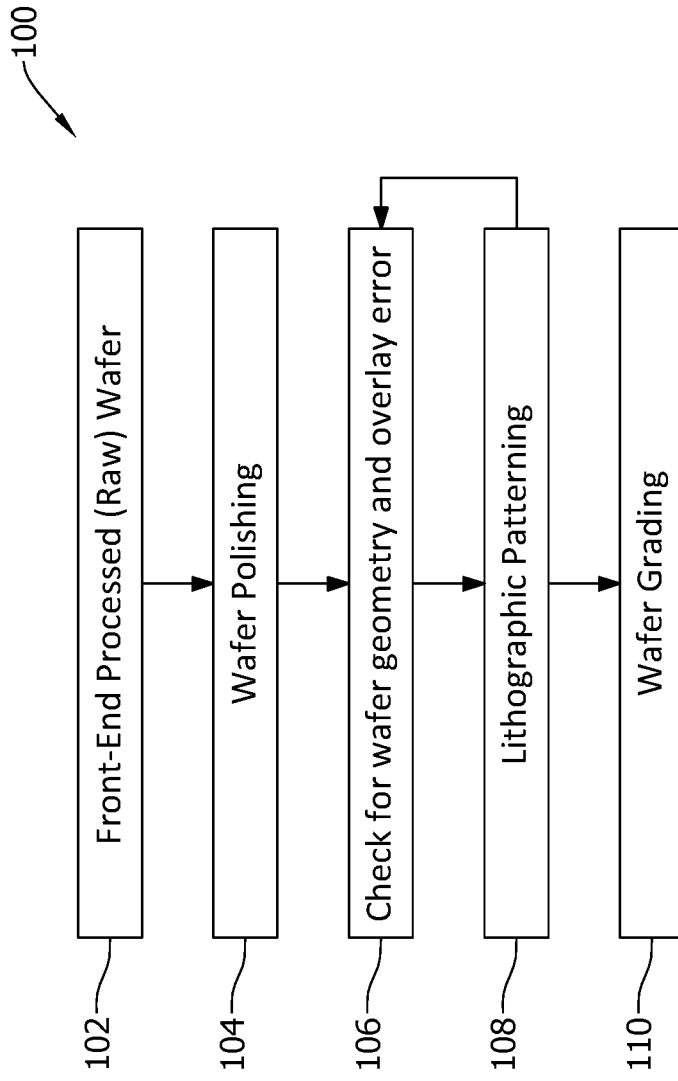 100
102
Front-End Processed (Raw) Wafer
104
Wafer Polishing
106
Check for wafer geometry and overlay error
108
Lithographic Patterning
110
Wafer Grading